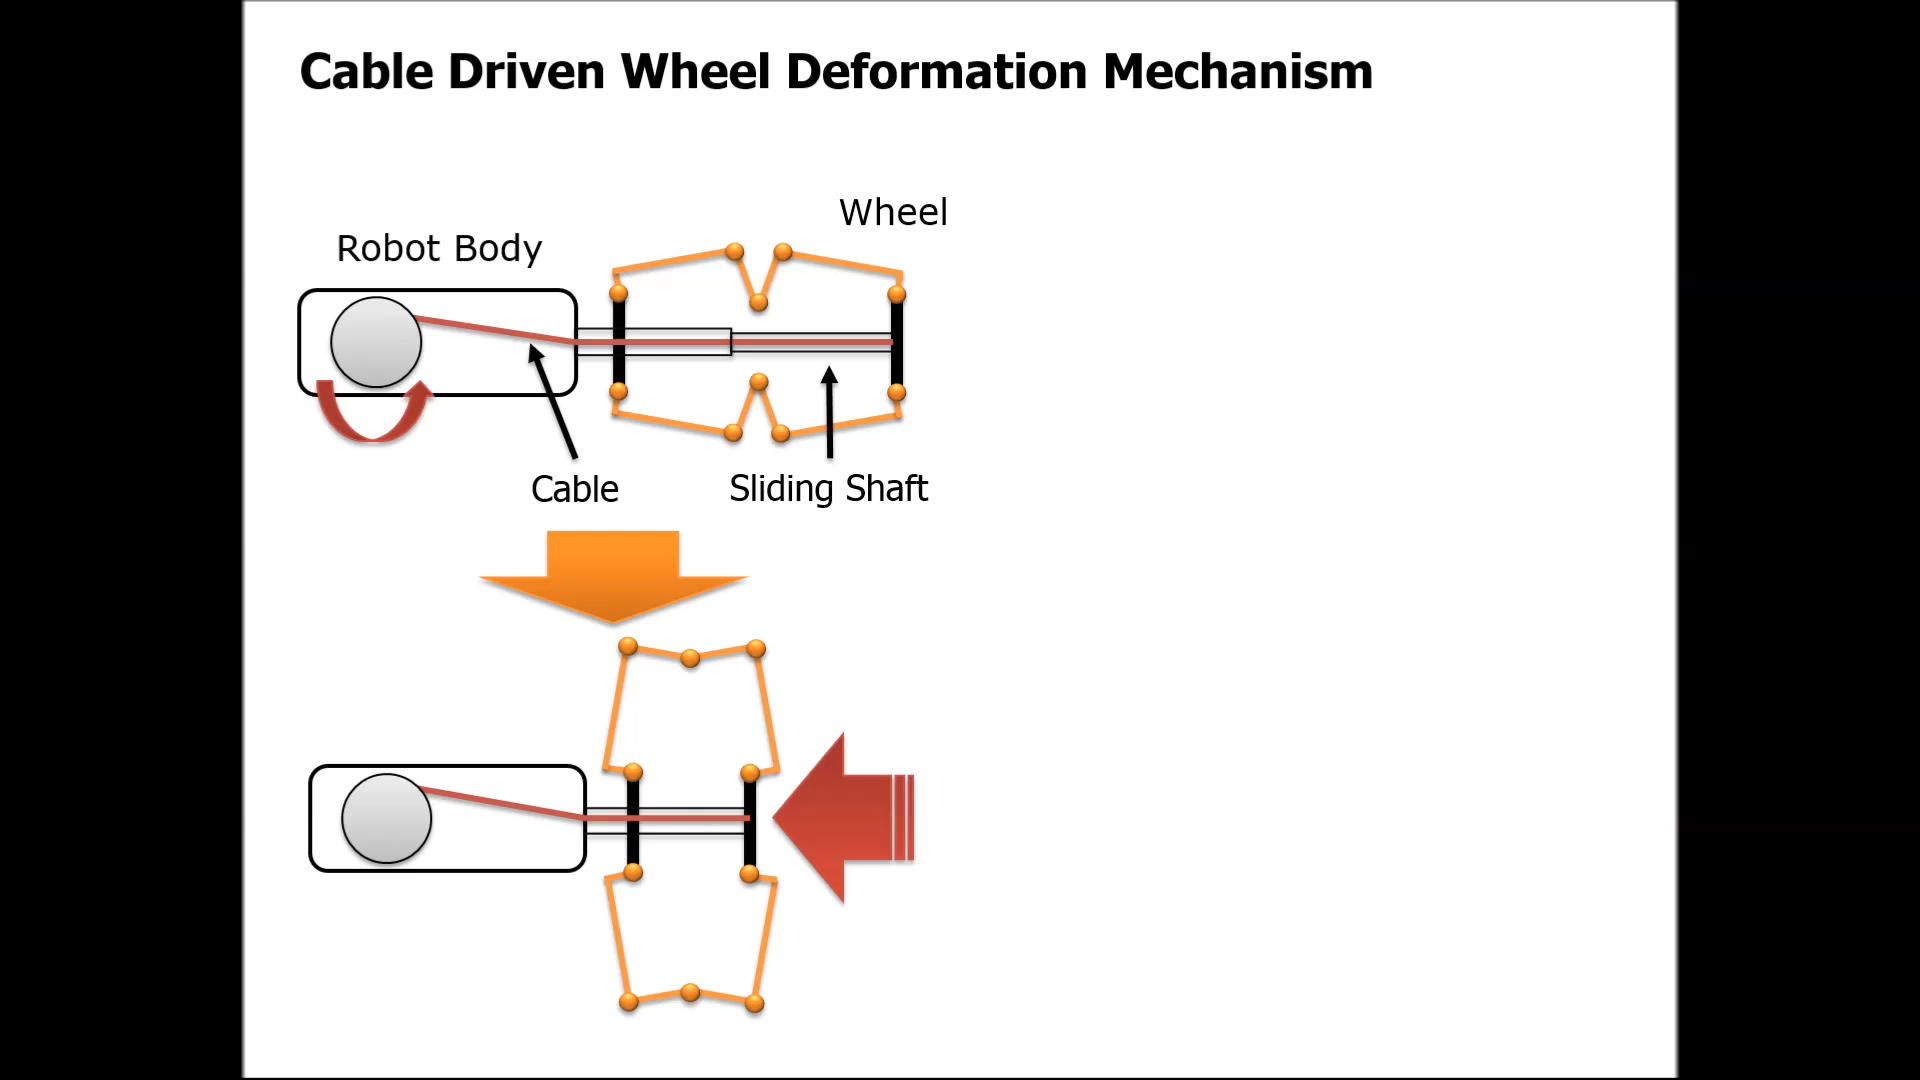 Cable Driven Wheel Deformation Mechanism
Wheel
Robot Body
Cable
Sliding Shaft